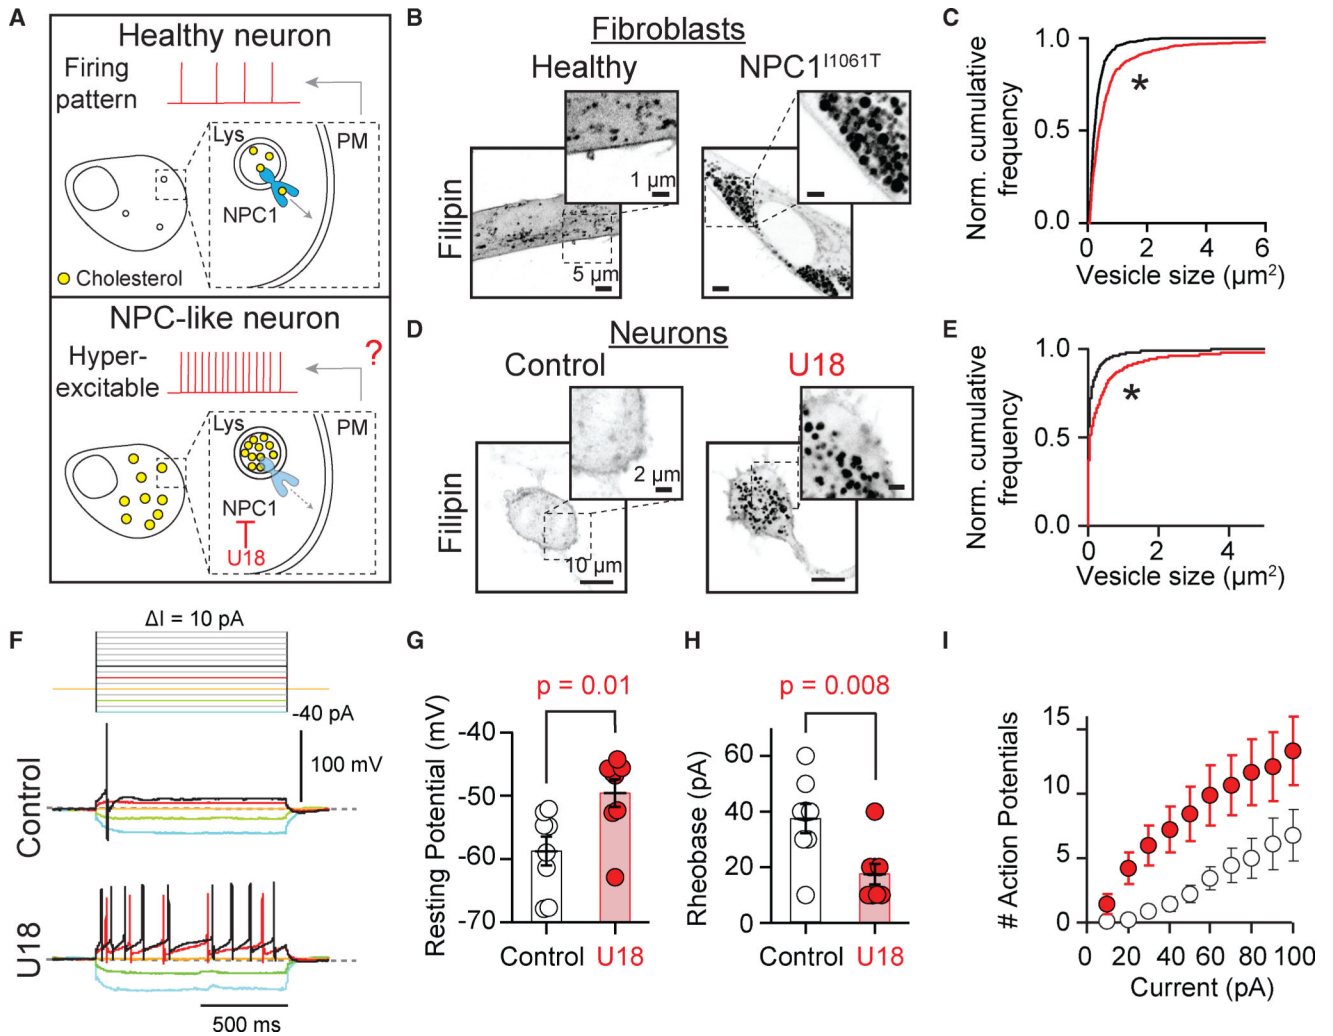 A
Healthy neuron
Firing
pattern
Lys
PM
NPC1
Cholesterol
NPC-like neuron
Hyper-
excitable
?
Lys
PM
NPC1
U18
B
Fibroblasts
Healthy
NPC1^I1061T
Filipin
1 µm
5 µm
C
Norm. cumulative
frequency
1.0
0.5
0.0
*
0 2 4 6
Vesicle size (µm²)
D
Neurons
Control
U18
Filipin
2 µm
10 µm
E
Norm. cumulative
frequency
1.0
0.5
0.0
*
0 2 4
Vesicle size (µm²)
F
ΔI = 10 pA
-40 pA
100 mV
Control
U18
500 ms
G
p = 0.01
Resting Potential (mV)
-40
-50
-60
-70
Control U18
H
p = 0.008
Rheobase (pA)
60
40
20
0
Control U18
I
# Action Potentials
15
10
5
0
0 20 40 60 80 100
Current (pA)